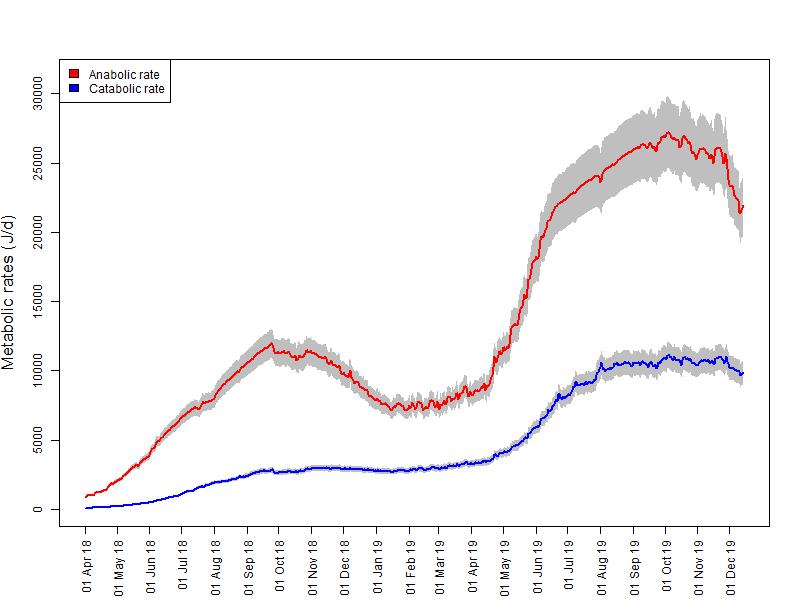 Anabolic rate
Catabolic rate
Metabolic rates (J/d)
30000
25000
20000
15000
10000
5000
0
01 Apr 18
01 May 18
01 Jun 18
01 Jul 18
01 Aug 18
01 Sep 18
01 Oct 18
01 Nov 18
01 Dec 18
01 Jan 19
01 Feb 19
01 Mar 19
01 Apr 19
01 May 19
01 Jun 19
01 Jul 19
01 Aug 19
01 Sep 19
01 Oct 19
01 Nov 19
01 Dec 19